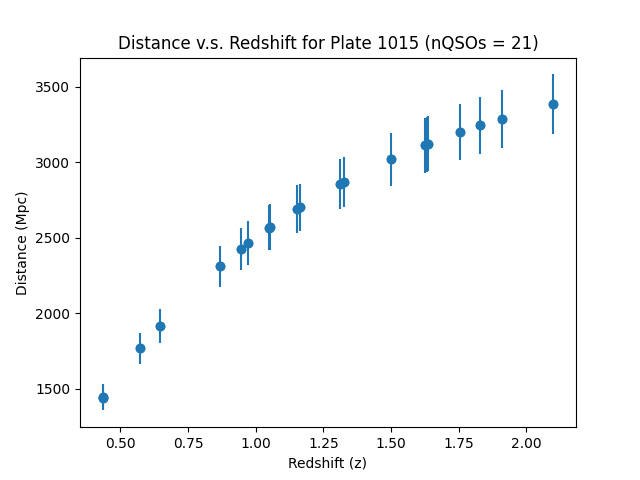 Distance v.s. Redshift for Plate 1015 (nQSOs = 21)
3500
3000
2500
2000
1500
Distance (Mpc)
0.50 0.75 1.00 1.25 1.50 1.75 2.00
Redshift (z)